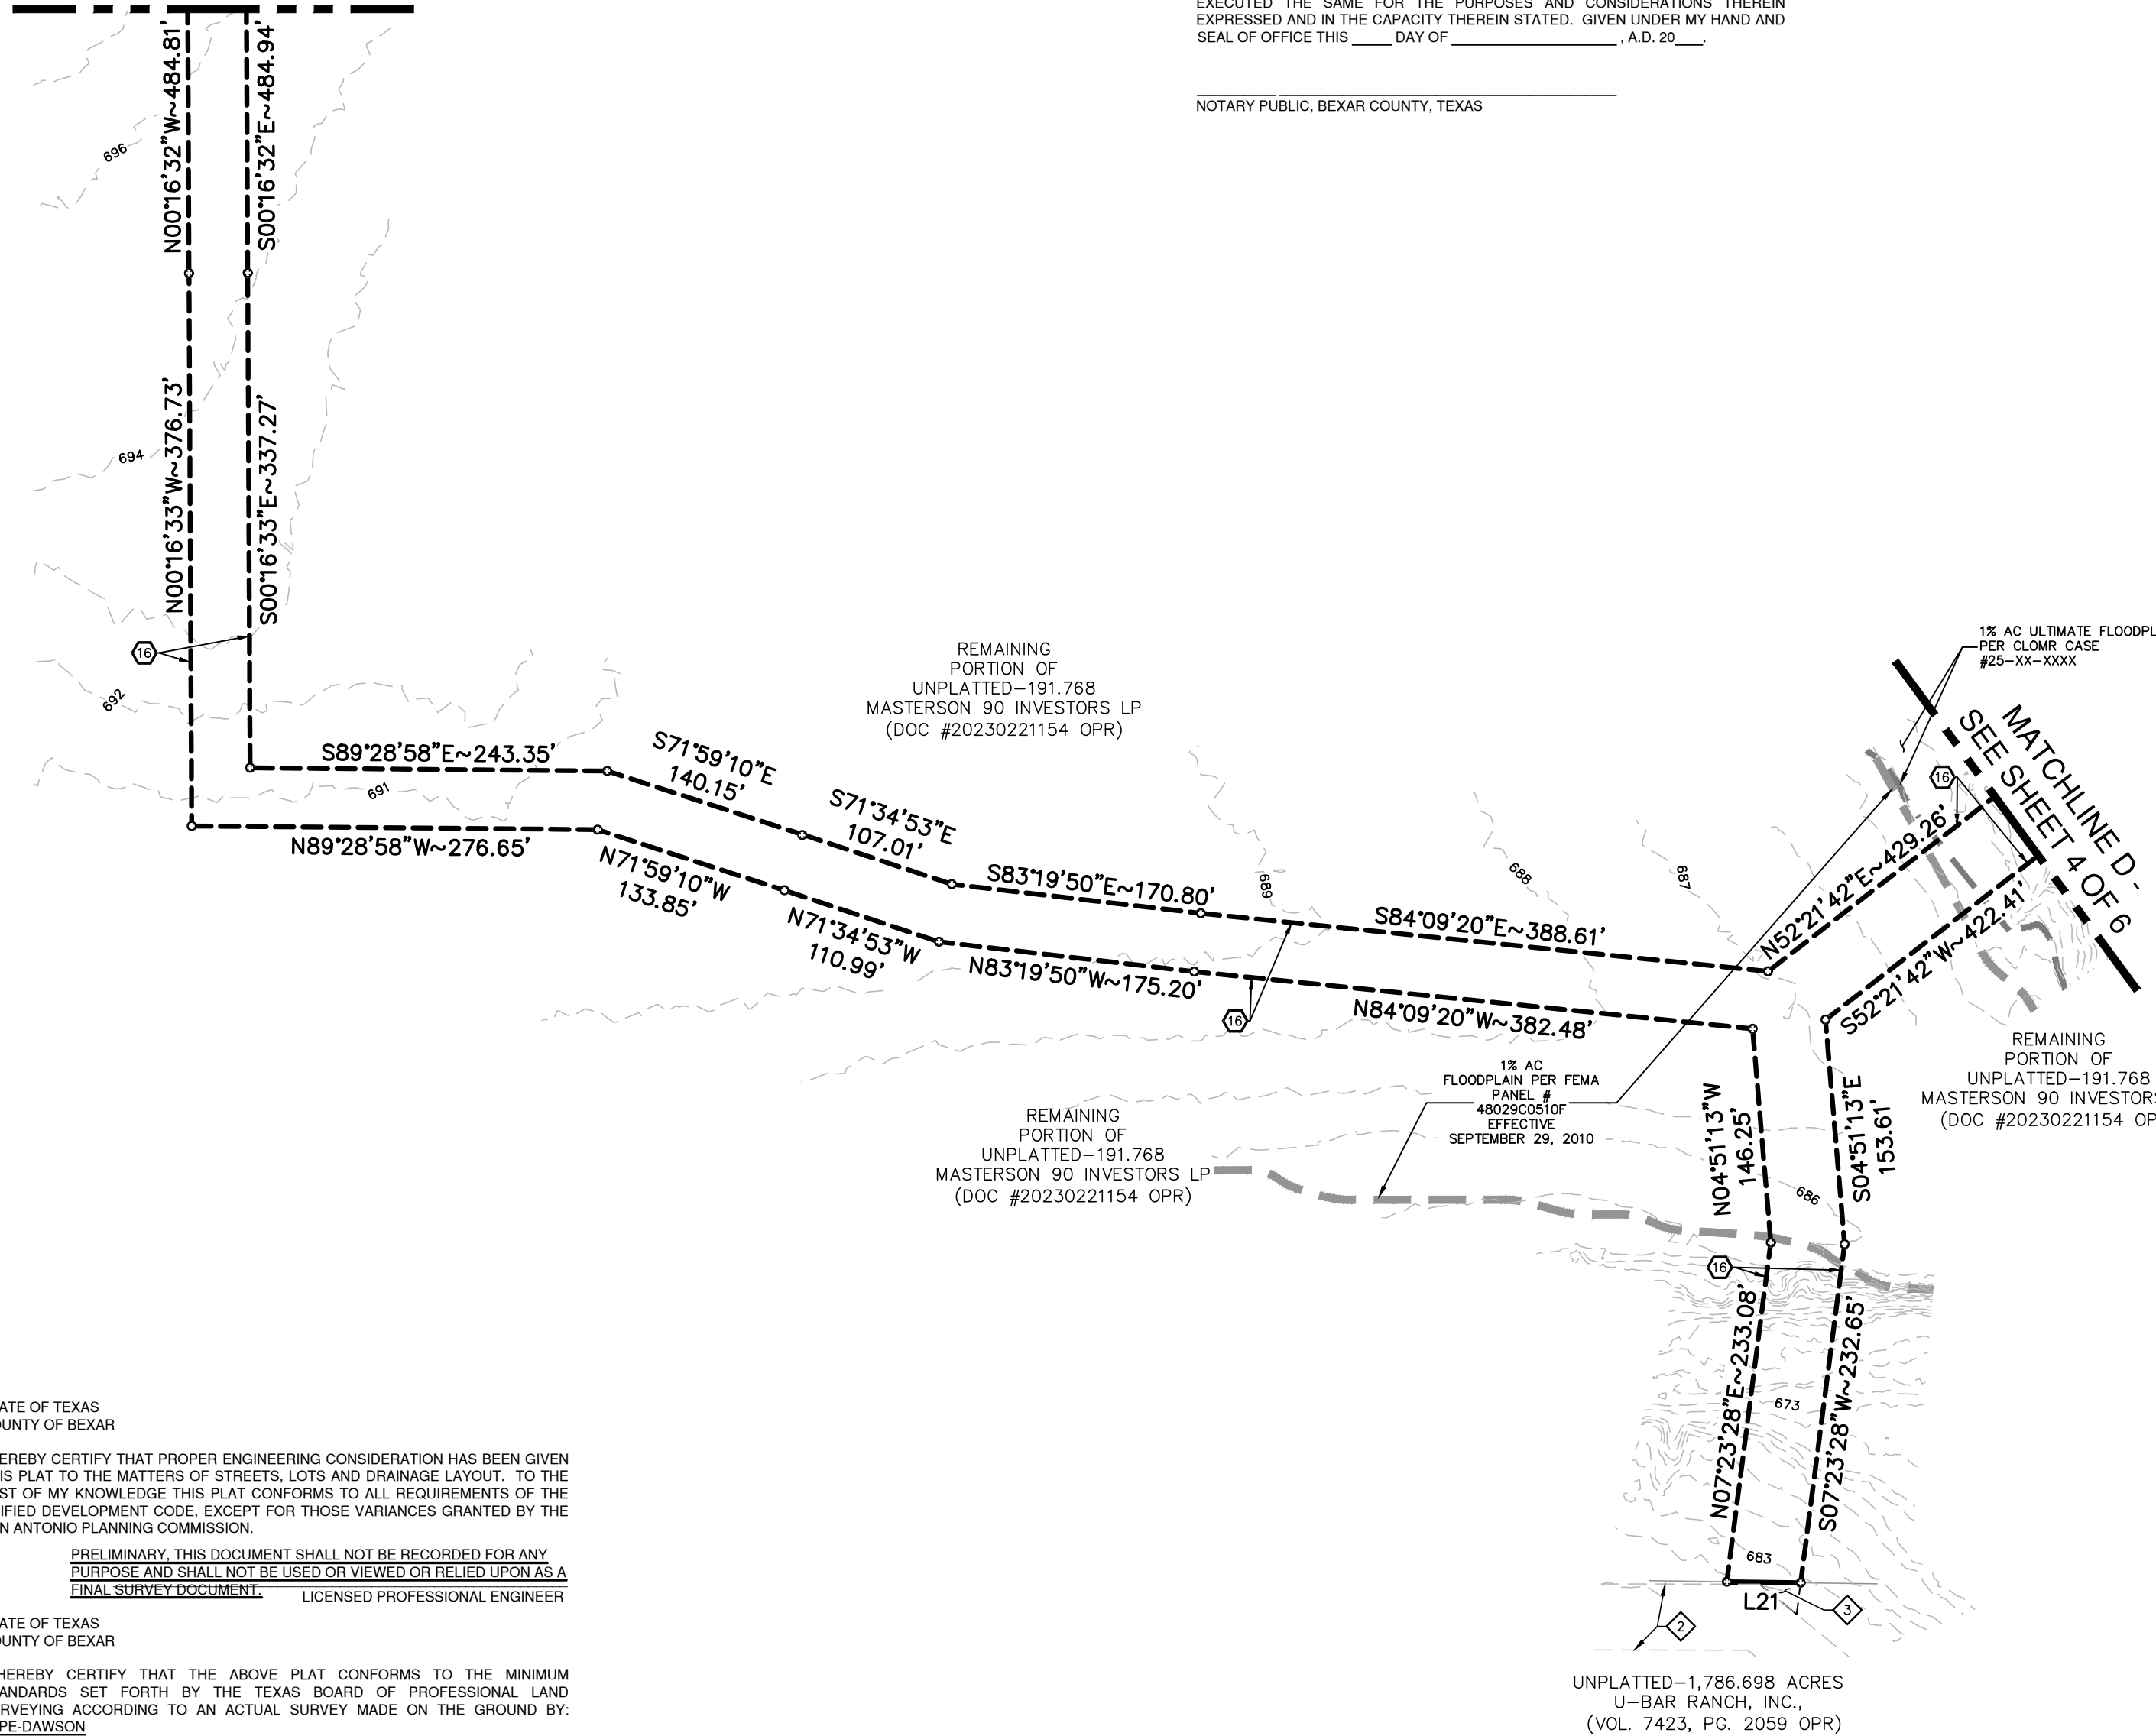 EXECUTED THE SAME FOR THE PURPOSES AND CONSIDERATIONS THEREIN
EXPRESSED AND IN THE CAPACITY THEREIN STATED. GIVEN UNDER MY HAND AND
SEAL OF OFFICE THIS _____ DAY OF _____________________ , A.D. 20____.
NOTARY PUBLIC, BEXAR COUNTY, TEXAS
N00°16'32"W~484.81'
S00°16'32"E~484.94'
696
N00°16'33"W~376.73'
S00°16'33"E~337.27'
694
16
692
REMAINING
PORTION OF
UNPLATTED-191.768
MASTERSON 90 INVESTORS LP
(DOC #20230221154 OPR)
1% AC ULTIMATE FLOODPL
PER CLOMR CASE
#25-XX-XXXX
MATCHLINE D -
SEE SHEET 4 OF 6
16
S89°28'58"E~243.35'
691
N89°28'58"W~276.65'
S71°59'10"E
140.15'
S71°34'53"E
107.01'
N71°59'10"W
133.85'
N71°34'53"W
110.99'
S83°19'50"E~170.80'
N83°19'50"W~175.20'
689
688
687
S84°09'20"E~388.61'
N84°09'20"W~382.48'
16
N52°21'42"E~429.26'
S52°21'42"W~422.41'
REMAINING
PORTION OF
UNPLATTED-191.768
MASTERSON 90 INVESTORS
(DOC #20230221154 OP
1% AC
FLOODPLAIN PER FEMA
PANEL #
48029C0510F
EFFECTIVE
SEPTEMBER 29, 2010
REMAINING
PORTION OF
UNPLATTED-191.768
MASTERSON 90 INVESTORS LP
(DOC #20230221154 OPR)
N04°51'13"W
146.25'
S04°51'13"E
153.61'
686
16
N07°23'28"E~233.08'
S07°23'28"W~232.65'
673
683
L21
3
2
UNPLATTED-1,786.698 ACRES
U-BAR RANCH, INC.,
(VOL. 7423, PG. 2059 OPR)
ATE OF TEXAS
OUNTY OF BEXAR
EREBY CERTIFY THAT PROPER ENGINEERING CONSIDERATION HAS BEEN GIVEN
IS PLAT TO THE MATTERS OF STREETS, LOTS AND DRAINAGE LAYOUT. TO THE
ST OF MY KNOWLEDGE THIS PLAT CONFORMS TO ALL REQUIREMENTS OF THE
IFIED DEVELOPMENT CODE, EXCEPT FOR THOSE VARIANCES GRANTED BY THE
N ANTONIO PLANNING COMMISSION.
PRELIMINARY, THIS DOCUMENT SHALL NOT BE RECORDED FOR ANY
PURPOSE AND SHALL NOT BE USED OR VIEWED OR RELIED UPON AS A
FINAL SURVEY DOCUMENT.
LICENSED PROFESSIONAL ENGINEER
ATE OF TEXAS
OUNTY OF BEXAR
HEREBY CERTIFY THAT THE ABOVE PLAT CONFORMS TO THE MINIMUM
ANDARDS SET FORTH BY THE TEXAS BOARD OF PROFESSIONAL LAND
RVEYING ACCORDING TO AN ACTUAL SURVEY MADE ON THE GROUND BY:
PE-DAWSON